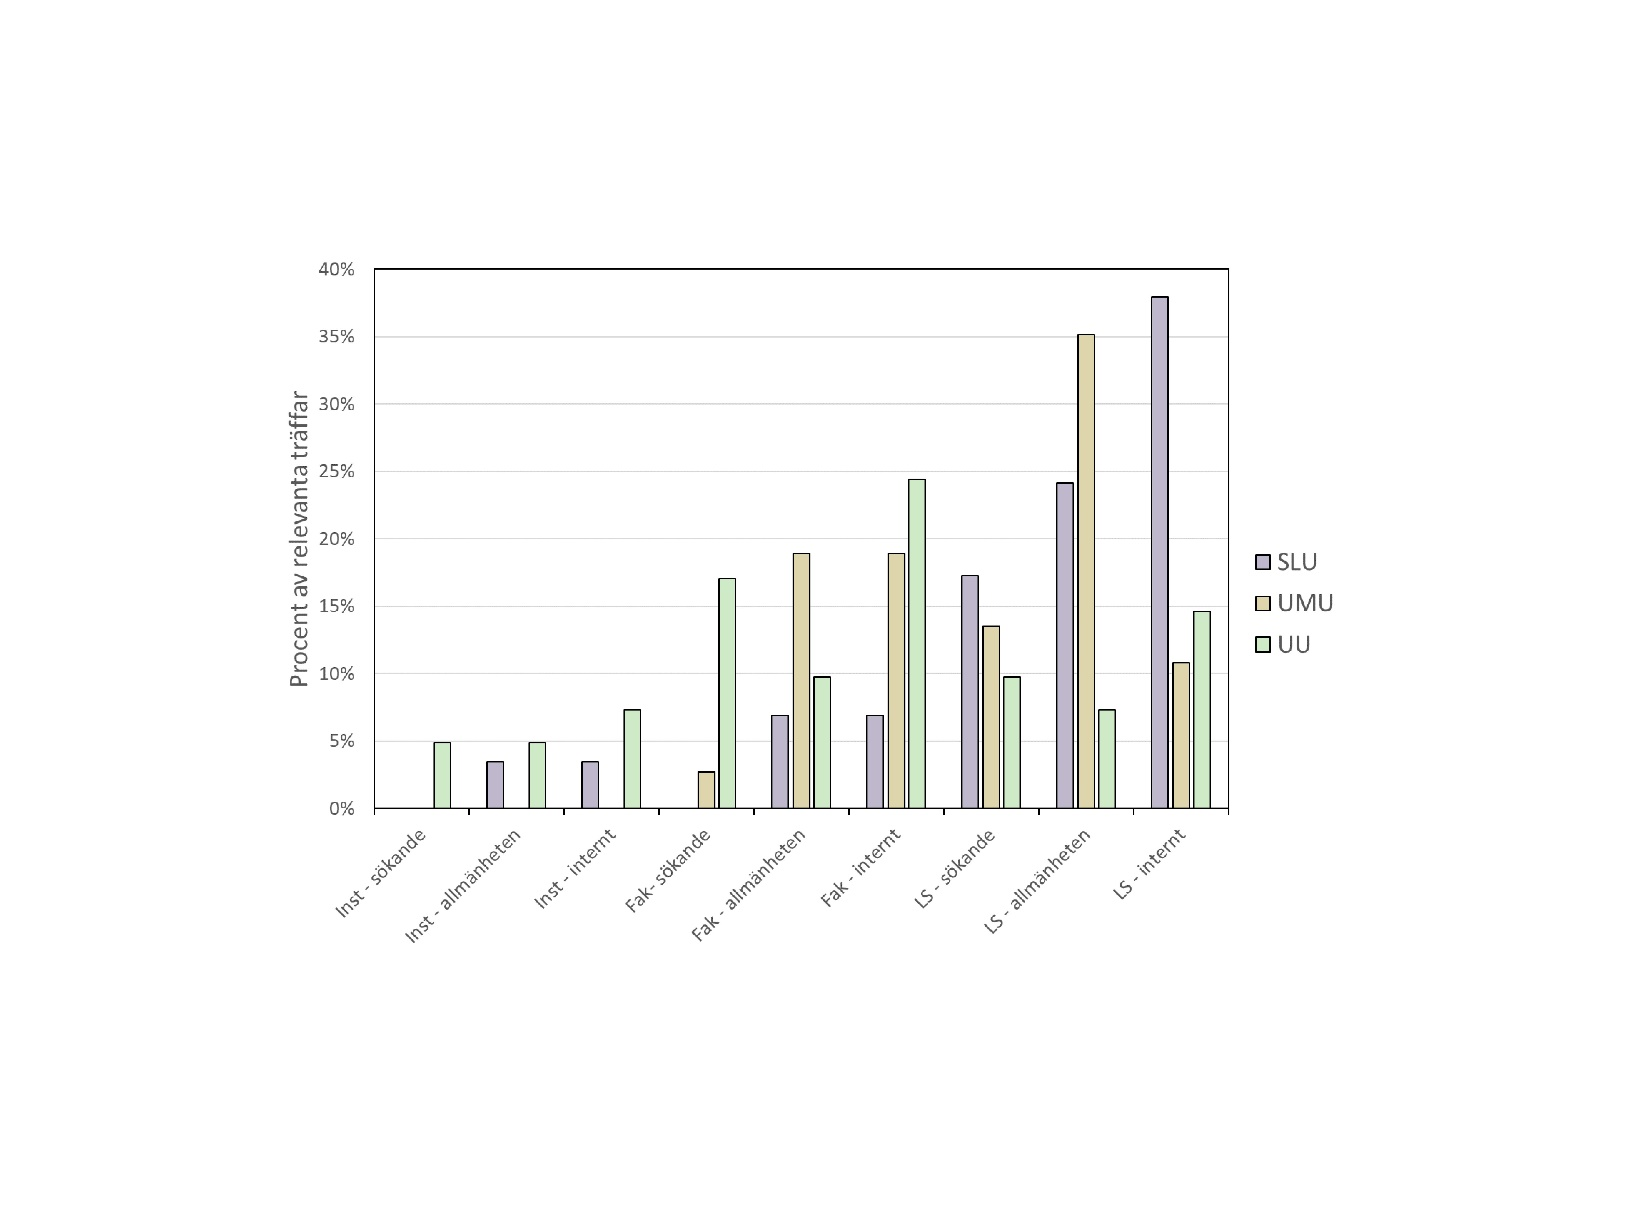 40%
35%
30%
25%
20%
15%
10%
5%
0%
Procent av relevanta träffar
Inst - sökande
Inst - allmänheten
Inst - internt
Fak- sökande
Fak - allmänheten
Fak - internt
LS - sökande
LS - allmänheten
LS - internt
SLU
UMU
UU